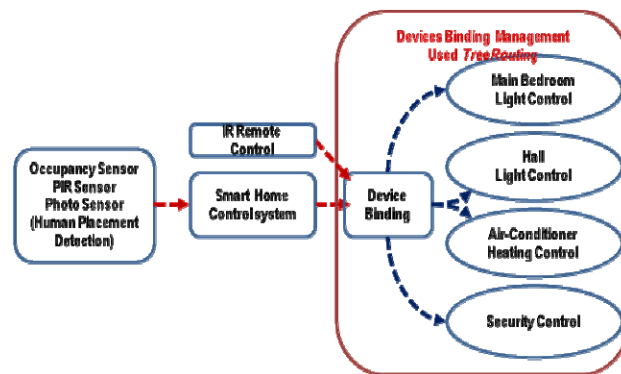 Devices Binding Management
Used TreeRouting
Main Bedroom
Light Control
IR Remote
Control
Hall
Light Control
Occupancy Sensor
PIR Sensor
Photo Sensor
(Human Placement
Detection)
Smart Home
Control system
Device
Binding
Air-Conditioner
Heating Control
Security Control